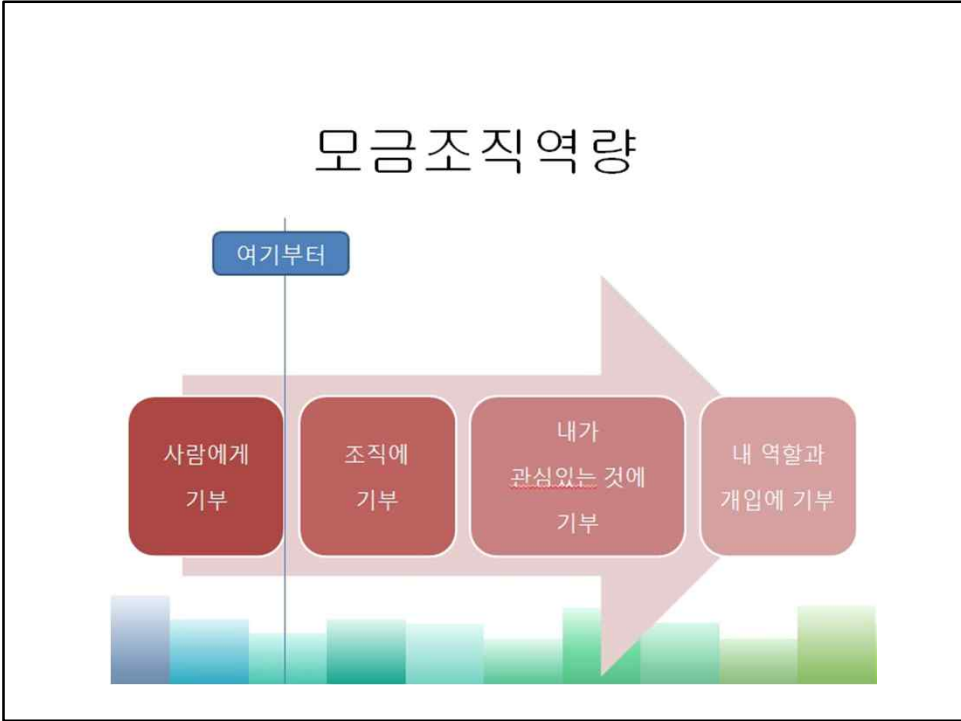 모금조직역량
여기부터
사람에게
기부
조직에
기부
내가
관심있는 것에
기부
내 역할과
개입에 기부